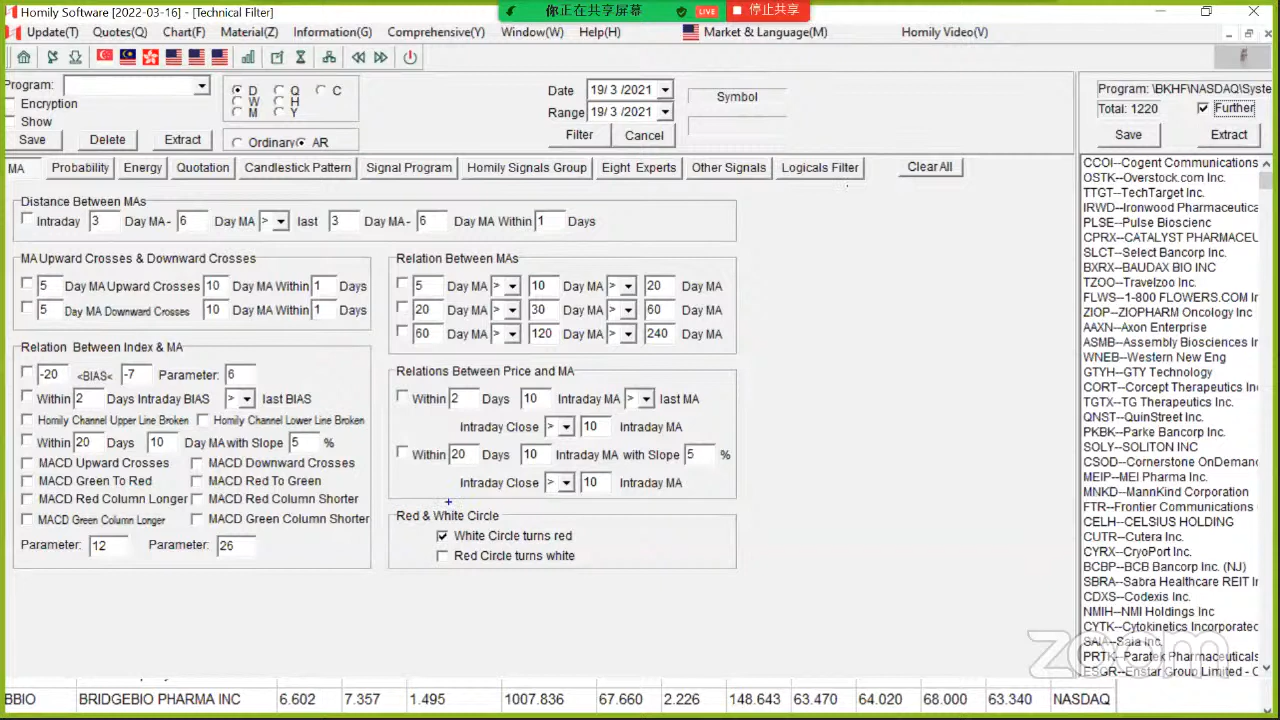 Homily Software [2022-03-16] - [Technical Filter]
你正在共享屏幕 LIVE 停止共享
Update(T) Quotes(Q) Chart(F) Material(Z) Information(G) Comprehensive(Y) Window(W) Help(H) Market & Language(M) Homily Video(V)
Program: D Q C Date 19/ 3 /2021 Symbol Program: \BKHF\NASDAQ\Syste
Encryption W H Range 19/ 3 /2021 Total: 1220 Further
Show M Y
Save Delete Extract Ordinary AR Filter Cancel Save Extract
MA Probability Energy Quotation Candlestick Pattern Signal Program Homily Signals Group Eight Experts Other Signals Logicals Filter Clear All
Distance Between MAs
Intraday 3 Day MA - 6 Day MA > last 3 Day MA - 6 Day MA Within 1 Days
MA Upward Crosses & Downward Crosses
5 Day MA Upward Crosses 10 Day MA Within 1 Days
5 Day MA Downward Crosses 10 Day MA Within 1 Days
Relation Between MAs
5 Day MA > 10 Day MA > 20 Day MA
20 Day MA > 30 Day MA > 60 Day MA
60 Day MA > 120 Day MA > 240 Day MA
Relation Between Index & MA
-20 <BIAS< -7 Parameter: 6
Within 2 Days Intraday BIAS > last BIAS
Homily Channel Upper Line Broken Homily Channel Lower Line Broken
Within 20 Days 10 Day MA with Slope 5 %
MACD Upward Crosses MACD Downward Crosses
MACD Green To Red MACD Red To Green
MACD Red Column Longer MACD Red Column Shorter
MACD Green Column Longer MACD Green Column Shorter
Parameter: 12 Parameter: 26
Relations Between Price and MA
Within 2 Days 10 Intraday MA > last MA
Intraday Close > 10 Intraday MA
Within 20 Days 10 Intraday MA with Slope 5 %
Intraday Close > 10 Intraday MA
Red & White Circle
White Circle turns red
Red Circle turns white
CCOI--Cogent Communications
OSTK--Overstock.com Inc.
TTGT--TechTarget Inc.
IRWD--Ironwood Pharmaceutica
PLSE--Pulse Bioscienc
CPRX--CATALYST PHARMACEU
SLCT--Select Bancorp Inc.
BXRX--BAUDAX BIO INC
TZOO--Travelzoo Inc.
FLWS--1-800 FLOWERS.COM In
ZIOP--ZIOPHARM Oncology Inc
AAXN--Axon Enterprise
ASMB--Assembly Biosciences I
WNEB--Western New Eng
GTYH--GTY Technology
CORT--Corcept Therapeutics Inc
TGTX--TG Therapeutics Inc.
QNST--QuinStreet Inc.
PKBK--Parke Bancorp Inc.
SOLY--SOLITON INC
CSOD--Cornerstone OnDeman
MEIP--MEI Pharma Inc.
MNKD--MannKind Corporation
FTR--Frontier Communications
CELH--CELSIUS HOLDING
CUTR--Cutera Inc.
CYRX--CryoPort Inc.
BCBP--BCB Bancorp Inc. (NJ)
SBRA--Sabra Healthcare REIT I
CDXS--Codexis Inc.
NMIH--NMI Holdings Inc
CYTK--Cytokinetics Incorporatec
SAIA--Saia Inc.
PRTK--Paratek Pharmaceuticals
ESGR--Enstar Group Limited - C
zoom
BBIO BRIDGEBIO PHARMA INC 6.602 7.357 1.495 1007.836 67.660 2.226 148.643 63.470 64.020 68.000 63.340 NASDAQ